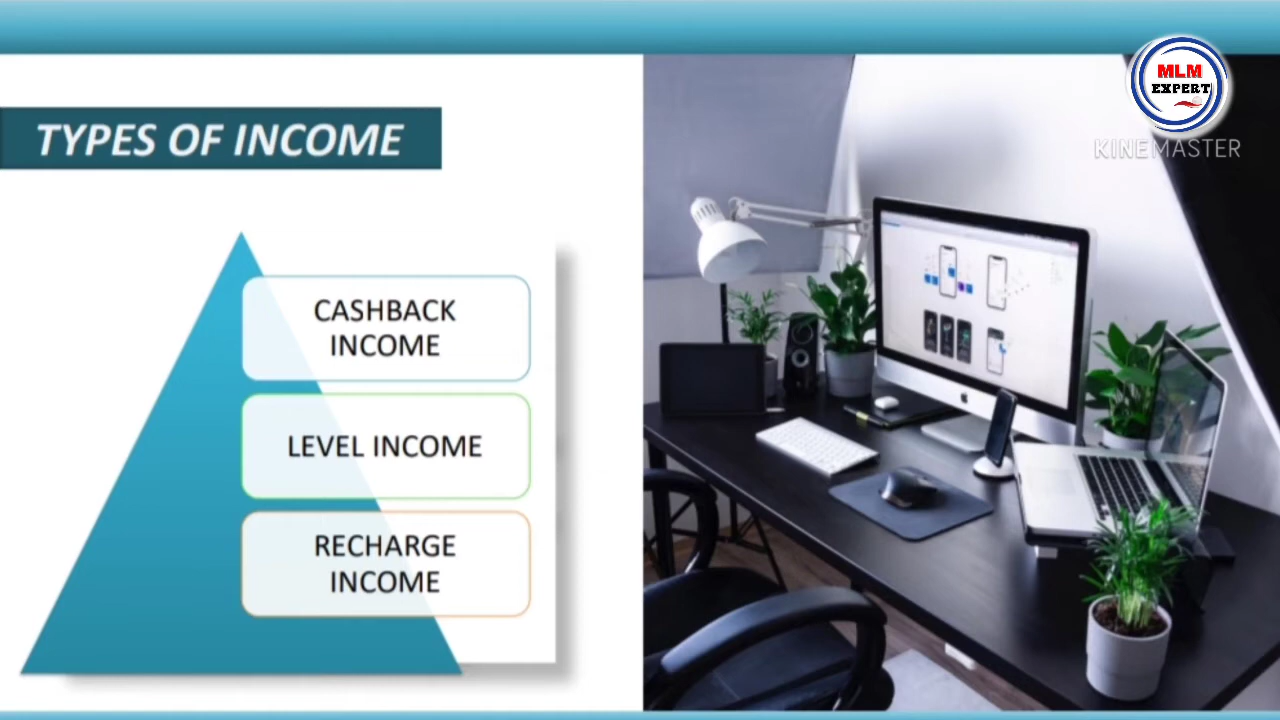 TYPES OF INCOME
CASHBACK
INCOME
LEVEL INCOME
RECHARGE
INCOME
MLM
EXPERT
KINEMASTER